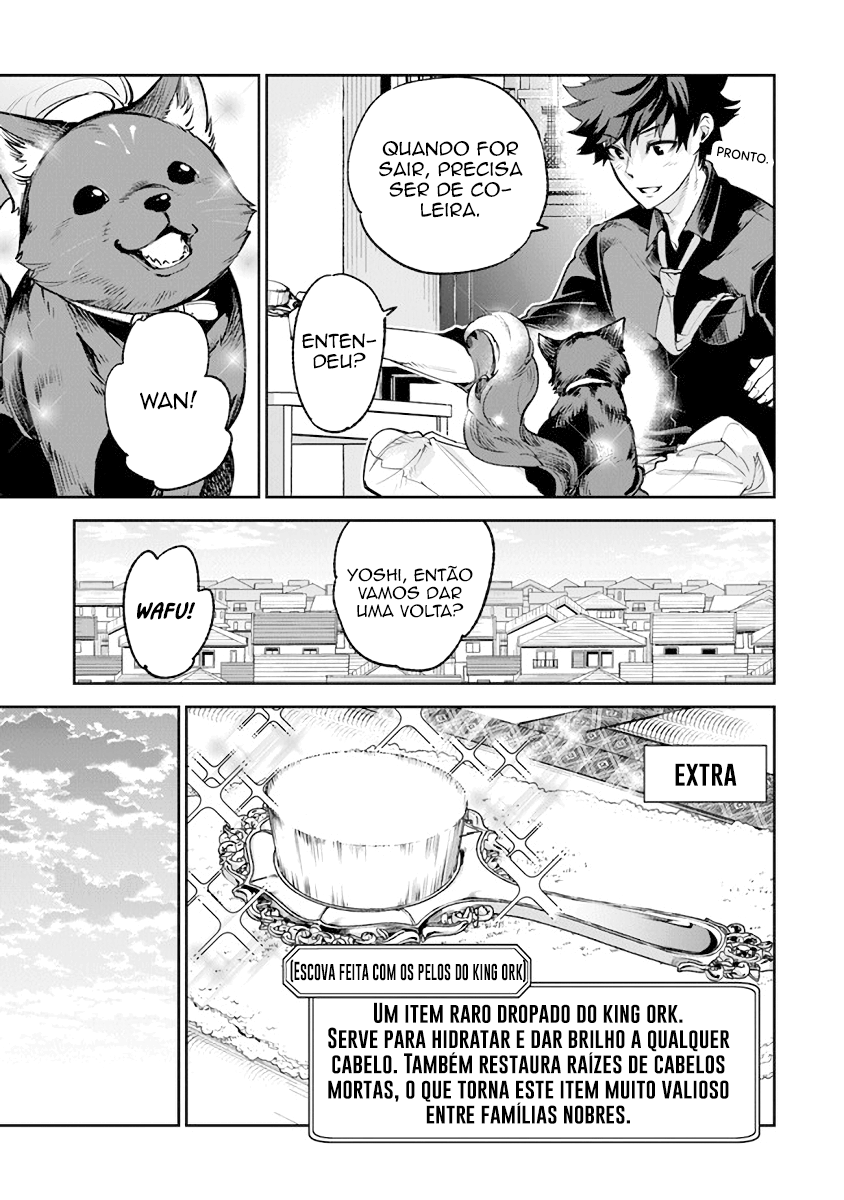 PRONTO.
QUANDO FOR
SAIR, PRECISA
SER DE CO-
LEIRA.
ENTEN-
DEU?
WAN!
YOSHI, ENTÃO
VAMOS DAR
UMA VOLTA?
WAFU!
EXTRA
[ESCOVA FEITA COM OS PELOS DO KING ORK]
UM ITEM RARO DROPADO DO KING ORK.
SERVE PARA HIDRATAR E DAR BRILHO A QUALQUER
CABELO. TAMBÉM RESTAURA RAÍZES DE CABELOS
MORTAS, O QUE TORNA ESTE ITEM MUITO VALIOSO
ENTRE FAMÍLIAS NOBRES.